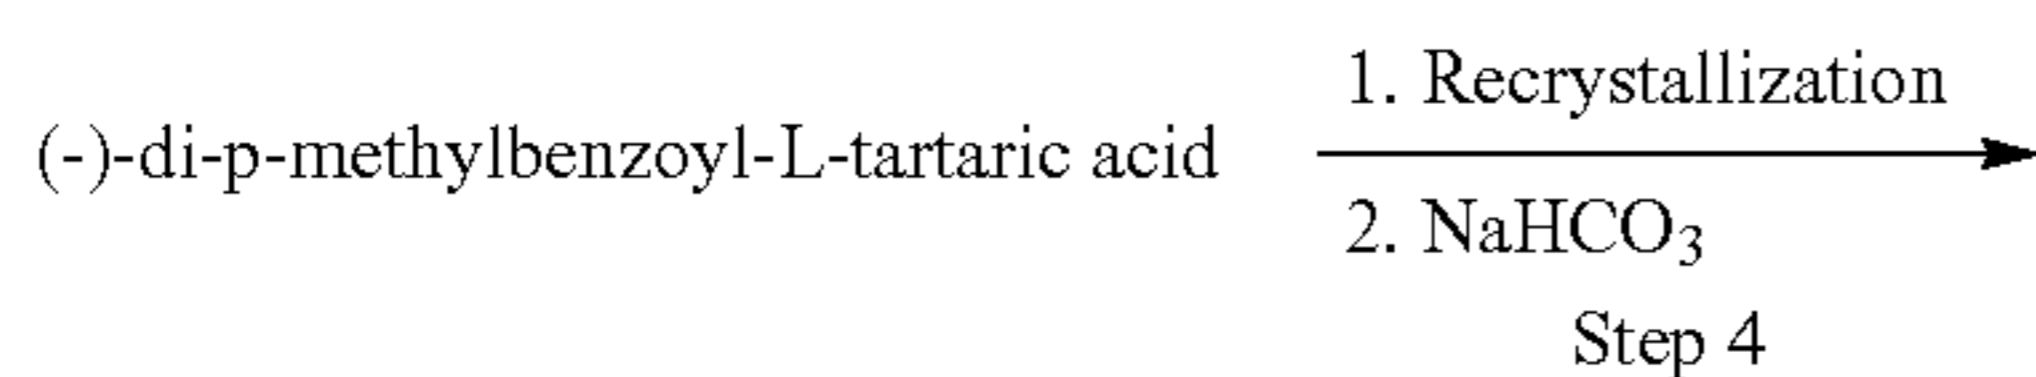 1. Recrystallization
(-)-di-p-methylbenzoyl-L-tartaric acid
2. NaHCO3
Step 4